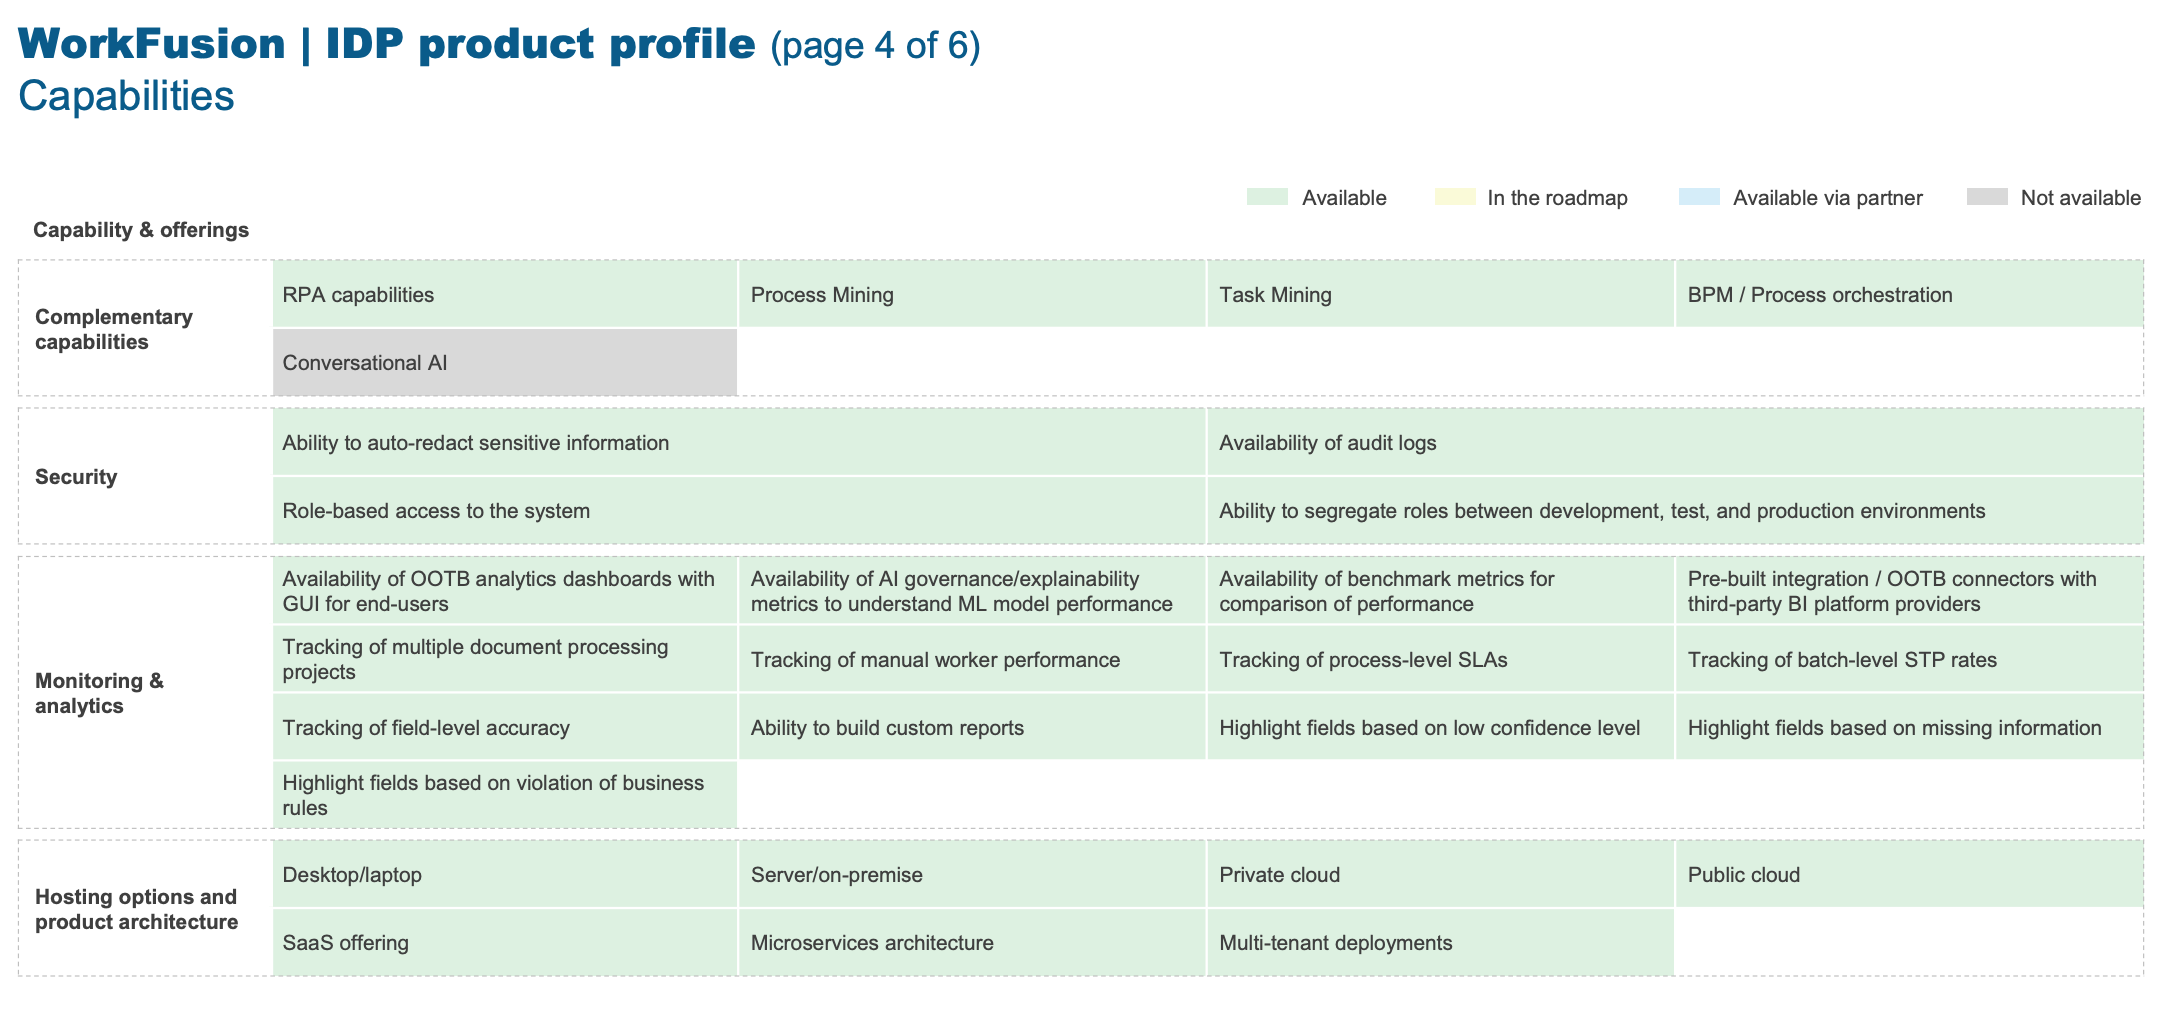 WorkFusion | IDP product profile (page 4 of 6)
Capabilities
Available
In the roadmap
Available via partner
Not available
Capability & offerings
Complementary
capabilities
RPA capabilities
Process Mining
Task Mining
BPM / Process orchestration
Conversational AI
Security
Ability to auto-redact sensitive information
Availability of audit logs
Role-based access to the system
Ability to segregate roles between development, test, and production environments
Monitoring &
analytics
Availability of OOTB analytics dashboards with
GUI for end-users
Availability of AI governance/explainability
metrics to understand ML model performance
Availability of benchmark metrics for
comparison of performance
Pre-built integration / OOTB connectors with
third-party BI platform providers
Tracking of multiple document processing
projects
Tracking of manual worker performance
Tracking of process-level SLAs
Tracking of batch-level STP rates
Tracking of field-level accuracy
Ability to build custom reports
Highlight fields based on low confidence level
Highlight fields based on missing information
Highlight fields based on violation of business
rules
Hosting options and
product architecture
Desktop/laptop
Server/on-premise
Private cloud
Public cloud
SaaS offering
Microservices architecture
Multi-tenant deployments